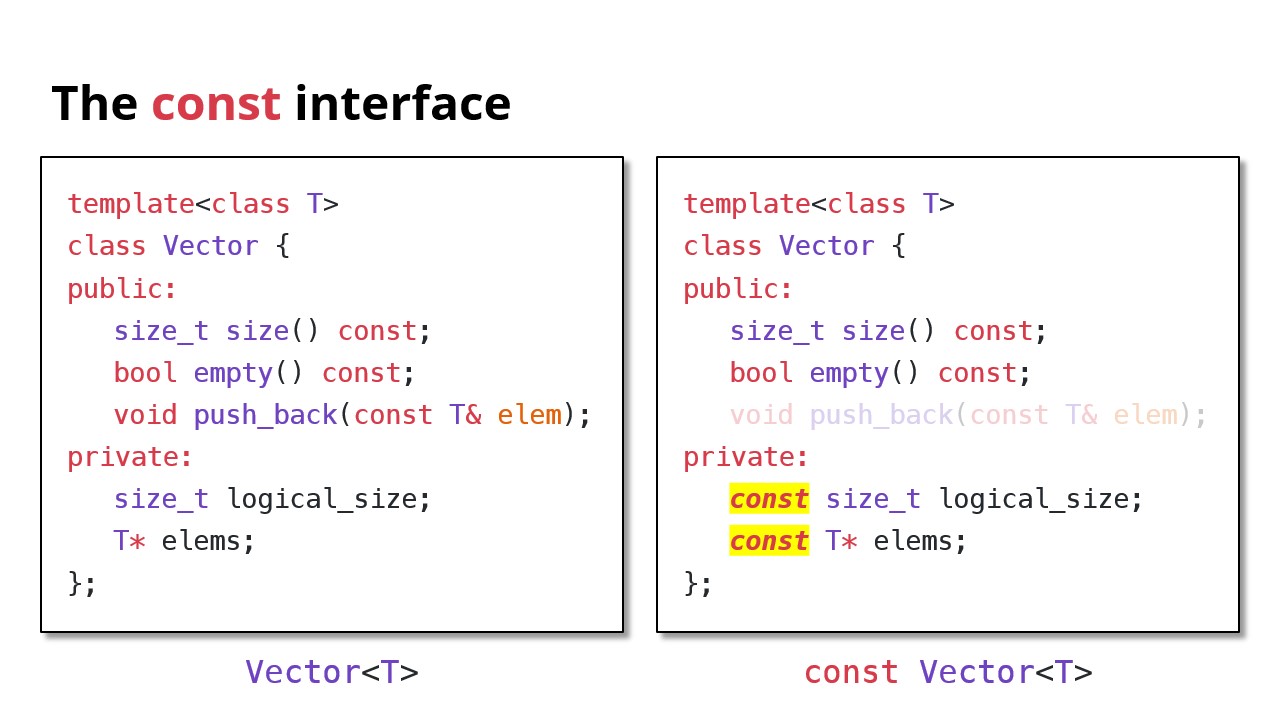 The const interface
template<class T>
class Vector {
public:
size_t size() const;
bool empty() const;
void push_back(const T& elem);
private:
size_t logical_size;
T* elems;
};
Vector<T>
template<class T>
class Vector {
public:
size_t size() const;
bool empty() const;
void push_back(const T& elem);
private:
const size_t logical_size;
const T* elems;
};
const Vector<T>